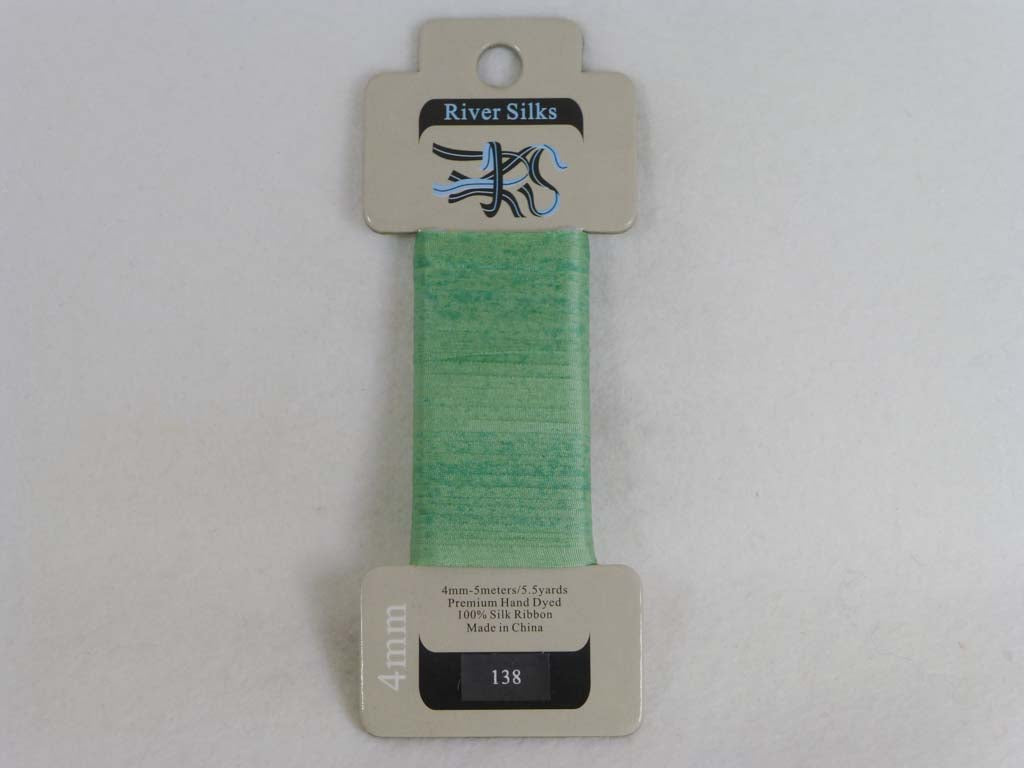 River Silks
4mm-5meters/5.5yards
Premium Hand Dyed
100% Silk Ribbon
Made in China
4mm
138